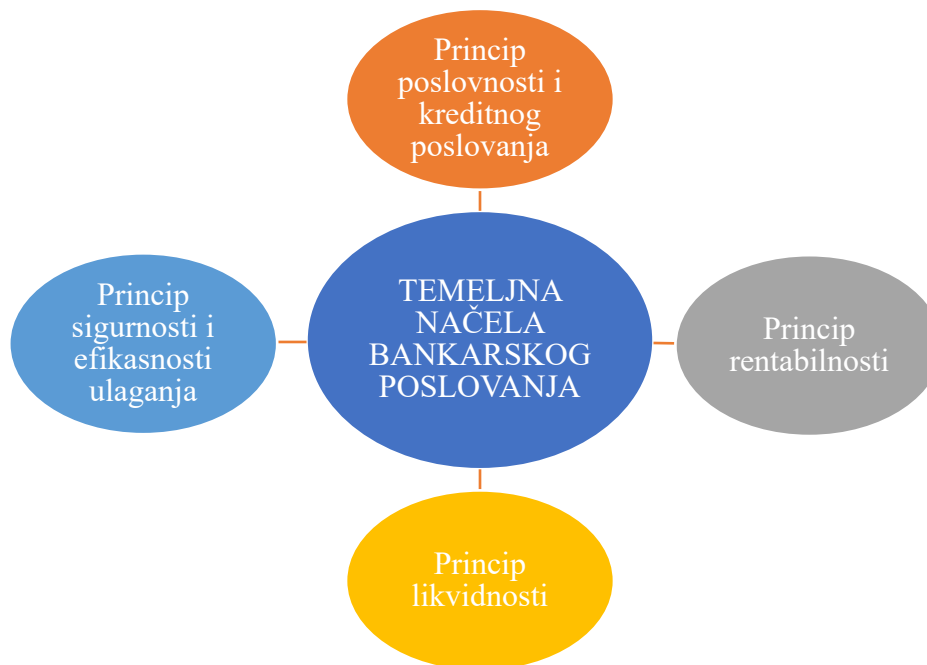 Princip
poslovnosti i
kreditnog
poslovanja
TEMELJNA
NAČELA
BANKARSKOG
POSLOVANJA
Princip
sigurnosti i
efikasnosti
ulaganja
Princip
rentabilnosti
Princip
likvidnosti